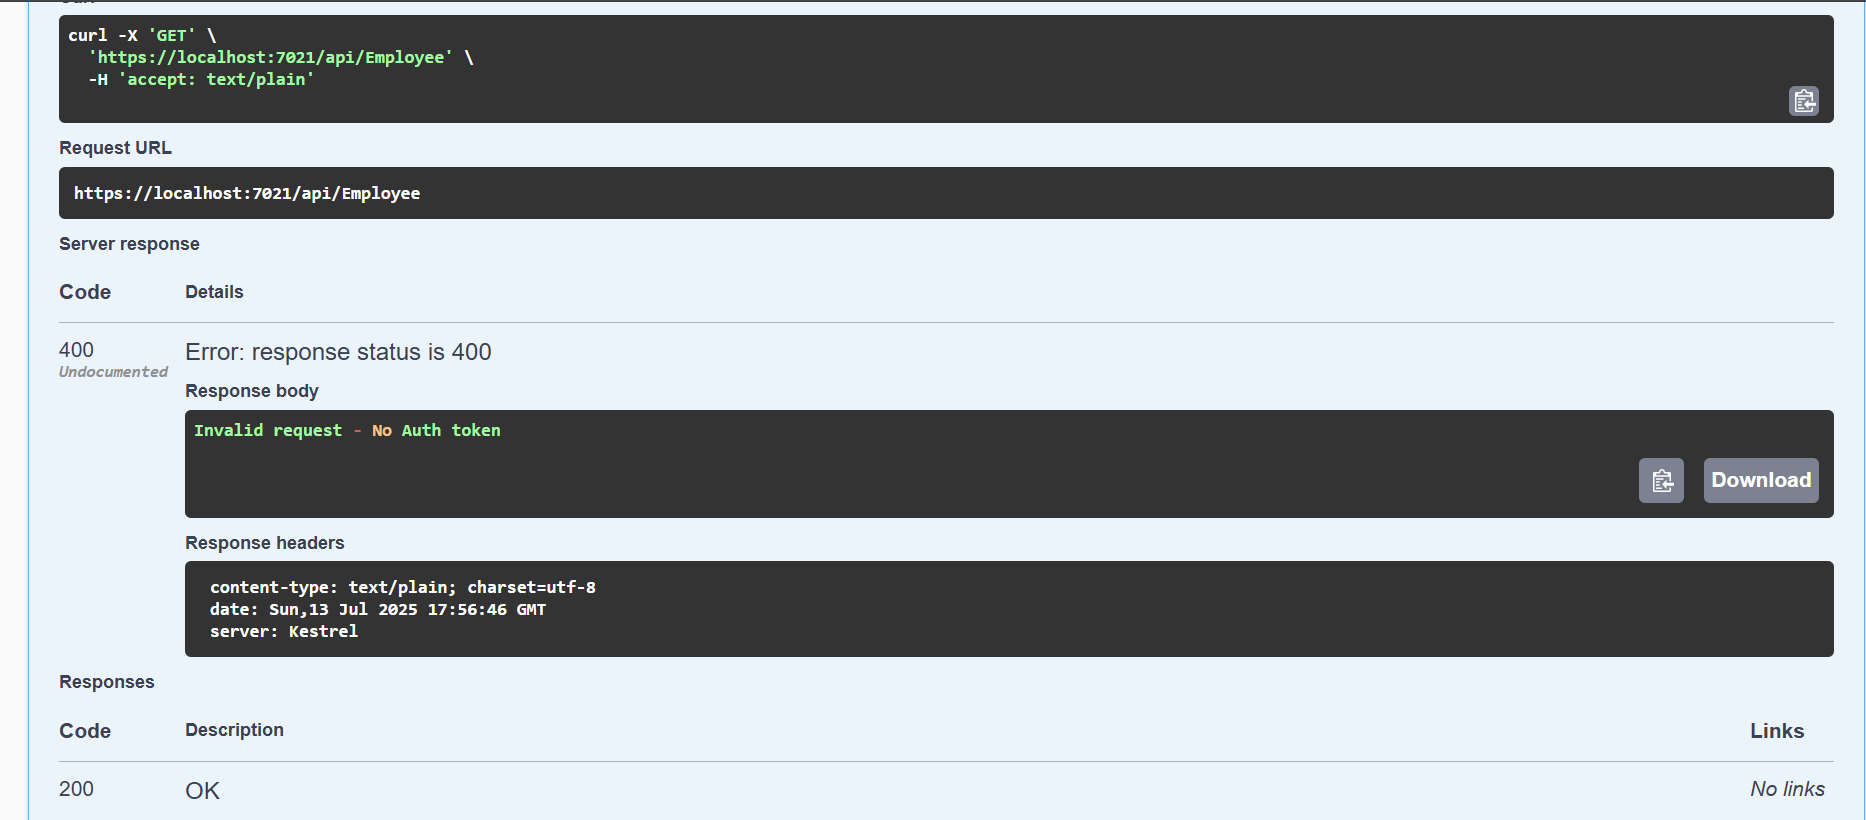 curl -X 'GET' \
'https://localhost:7021/api/Employee' \
-H 'accept: text/plain'
Request URL
https://localhost:7021/api/Employee
Server response
Code Details
400 Error: response status is 400
Undocumented
Response body
Invalid request - No Auth token
Download
Response headers
content-type: text/plain; charset=utf-8
date: Sun,13 Jul 2025 17:56:46 GMT
server: Kestrel
Responses
Code Description Links
200 OK No links